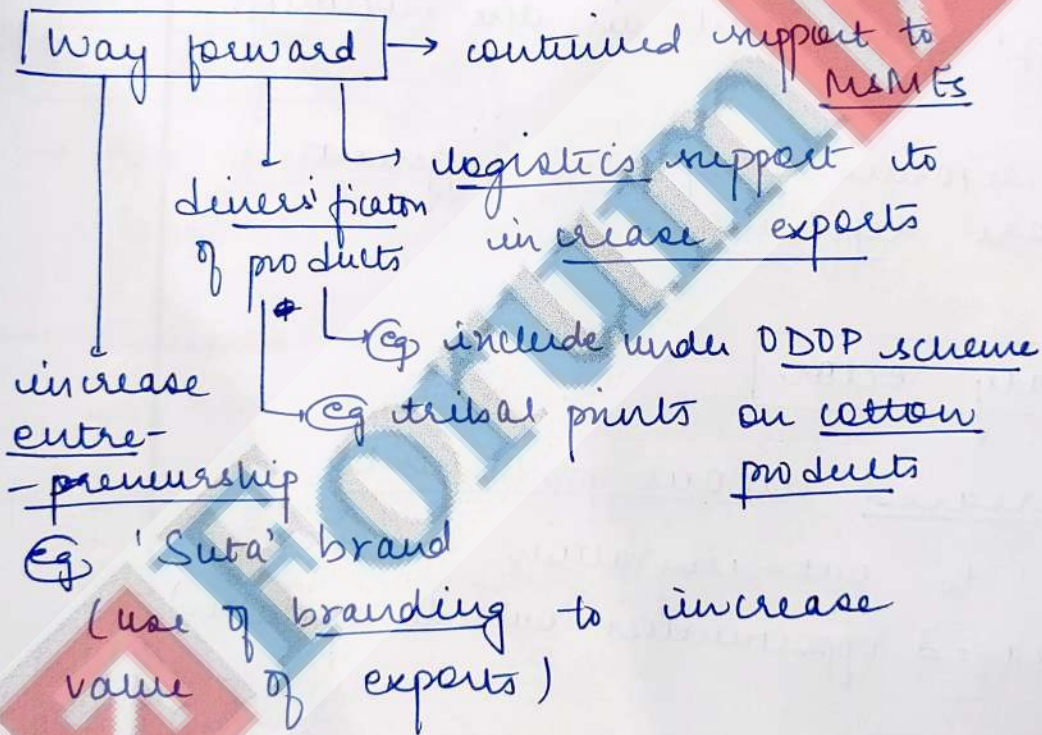 Way forward → continued support to
MSMEs
→ logistics support to
increase exports
diversification
of products
eg include under ODOP scheme
eg tribal prints on cotton
products
increase
entre-
-preneurship
eg 'Suta' brand
(use of branding to increase
value of exports)
Forum